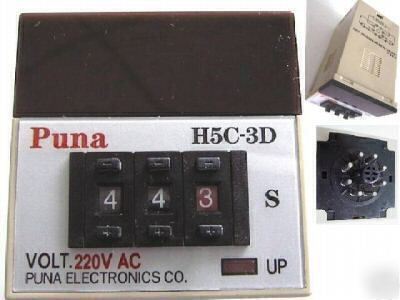 Puna H5C-3D
4 4 3 S
VOLT.220V AC
PUNA ELECTRONICS CO. UP